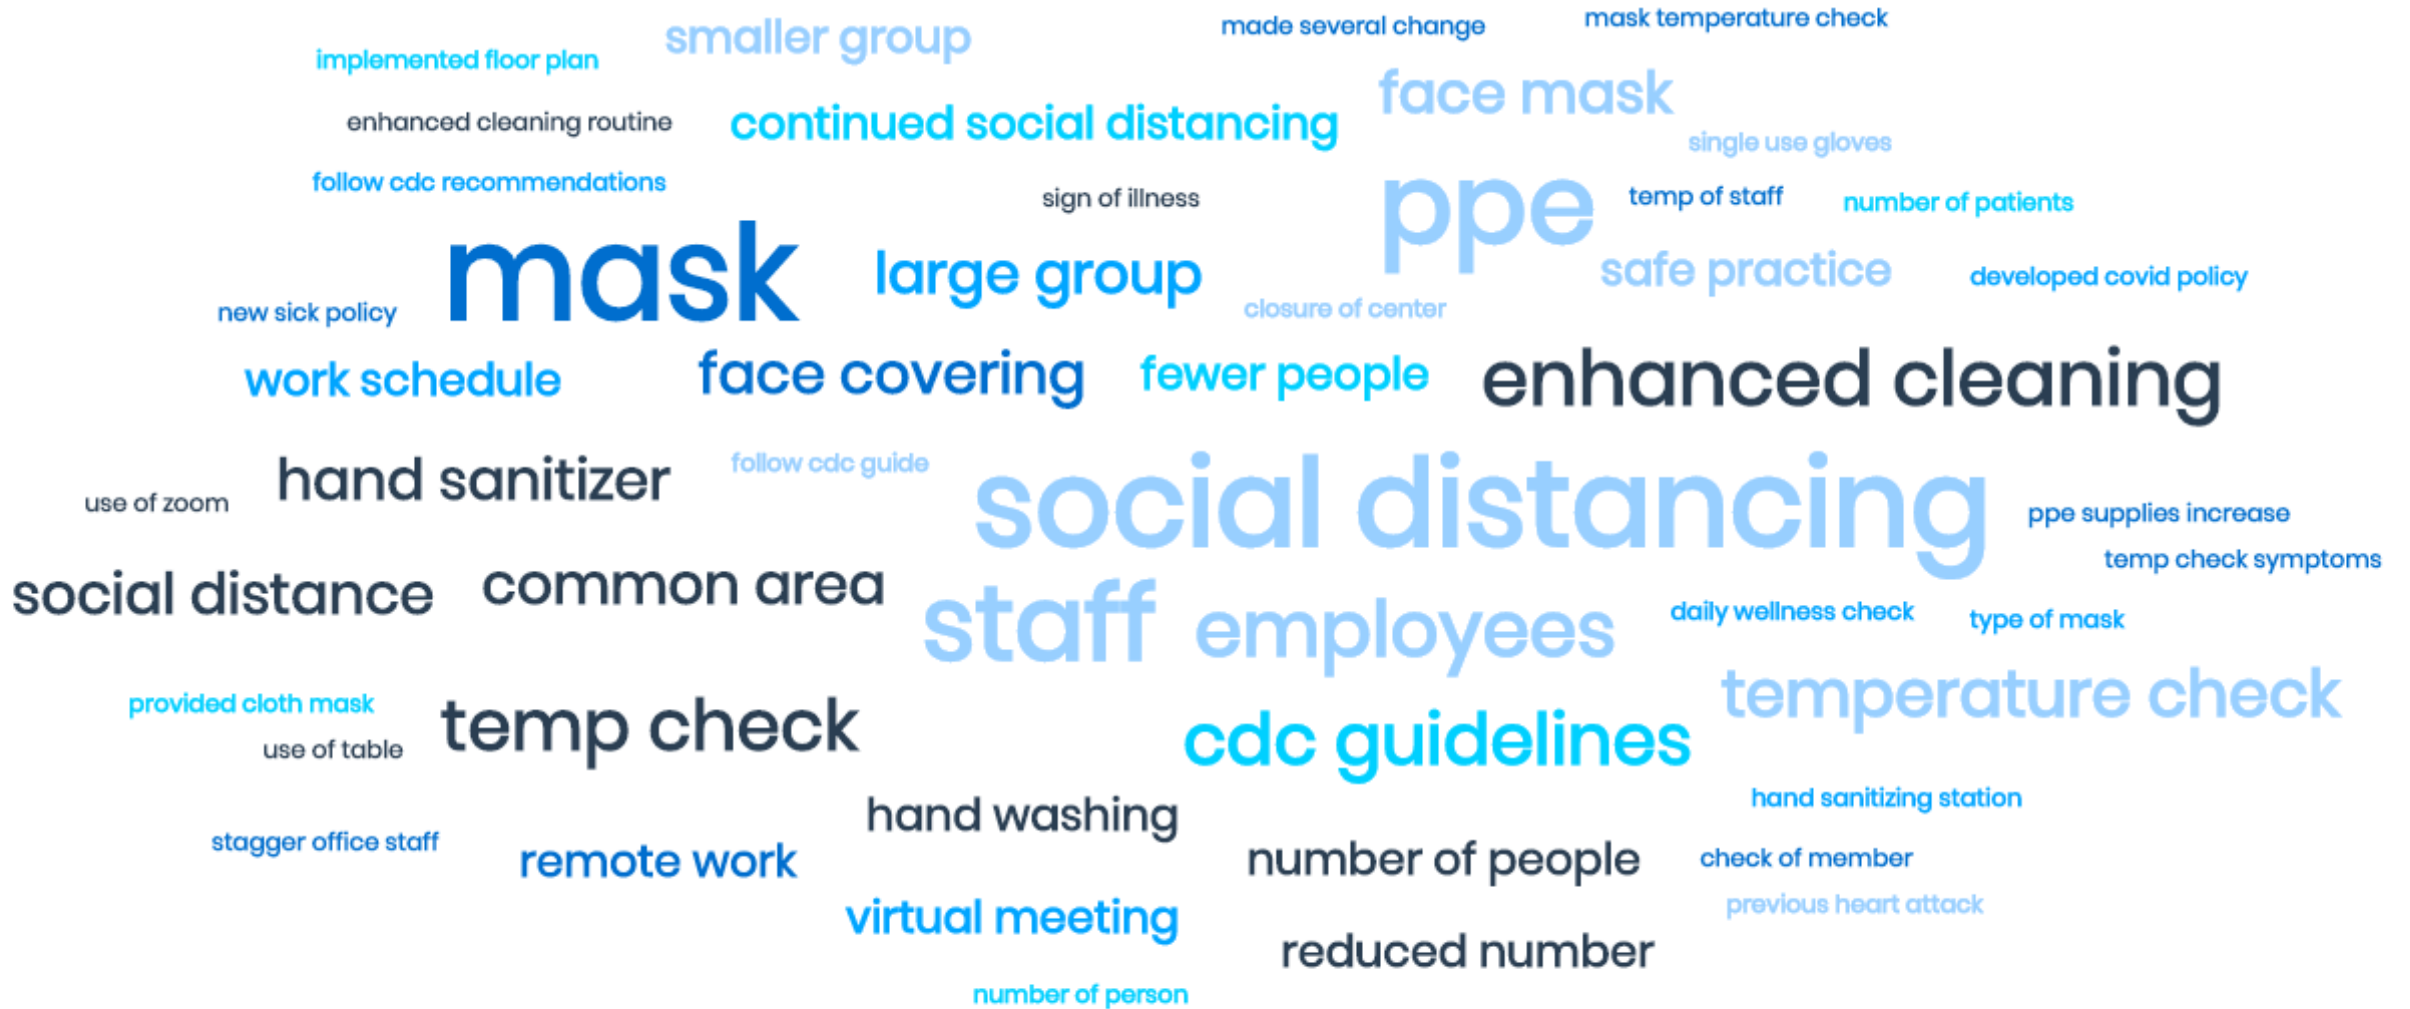 smaller group
made several change
mask temperature check
implemented floor plan
face mask
enhanced cleaning routine
continued social distancing
single use gloves
follow cdc recommendations
sign of illness
ppe
temp of staff
number of patients
mask
large group
safe practice
developed covid policy
new sick policy
closure of center
work schedule
face covering
fewer people
enhanced cleaning
hand sanitizer
follow cdc guide
use of zoom
social distancing
ppe supplies increase
temp check symptoms
social distance
common area
staff
employees
daily wellness check
type of mask
provided cloth mask
temp check
temperature check
use of table
cdc guidelines
hand washing
hand sanitizing station
stagger office staff
remote work
number of people
check of member
virtual meeting
previous heart attack
reduced number
number of person